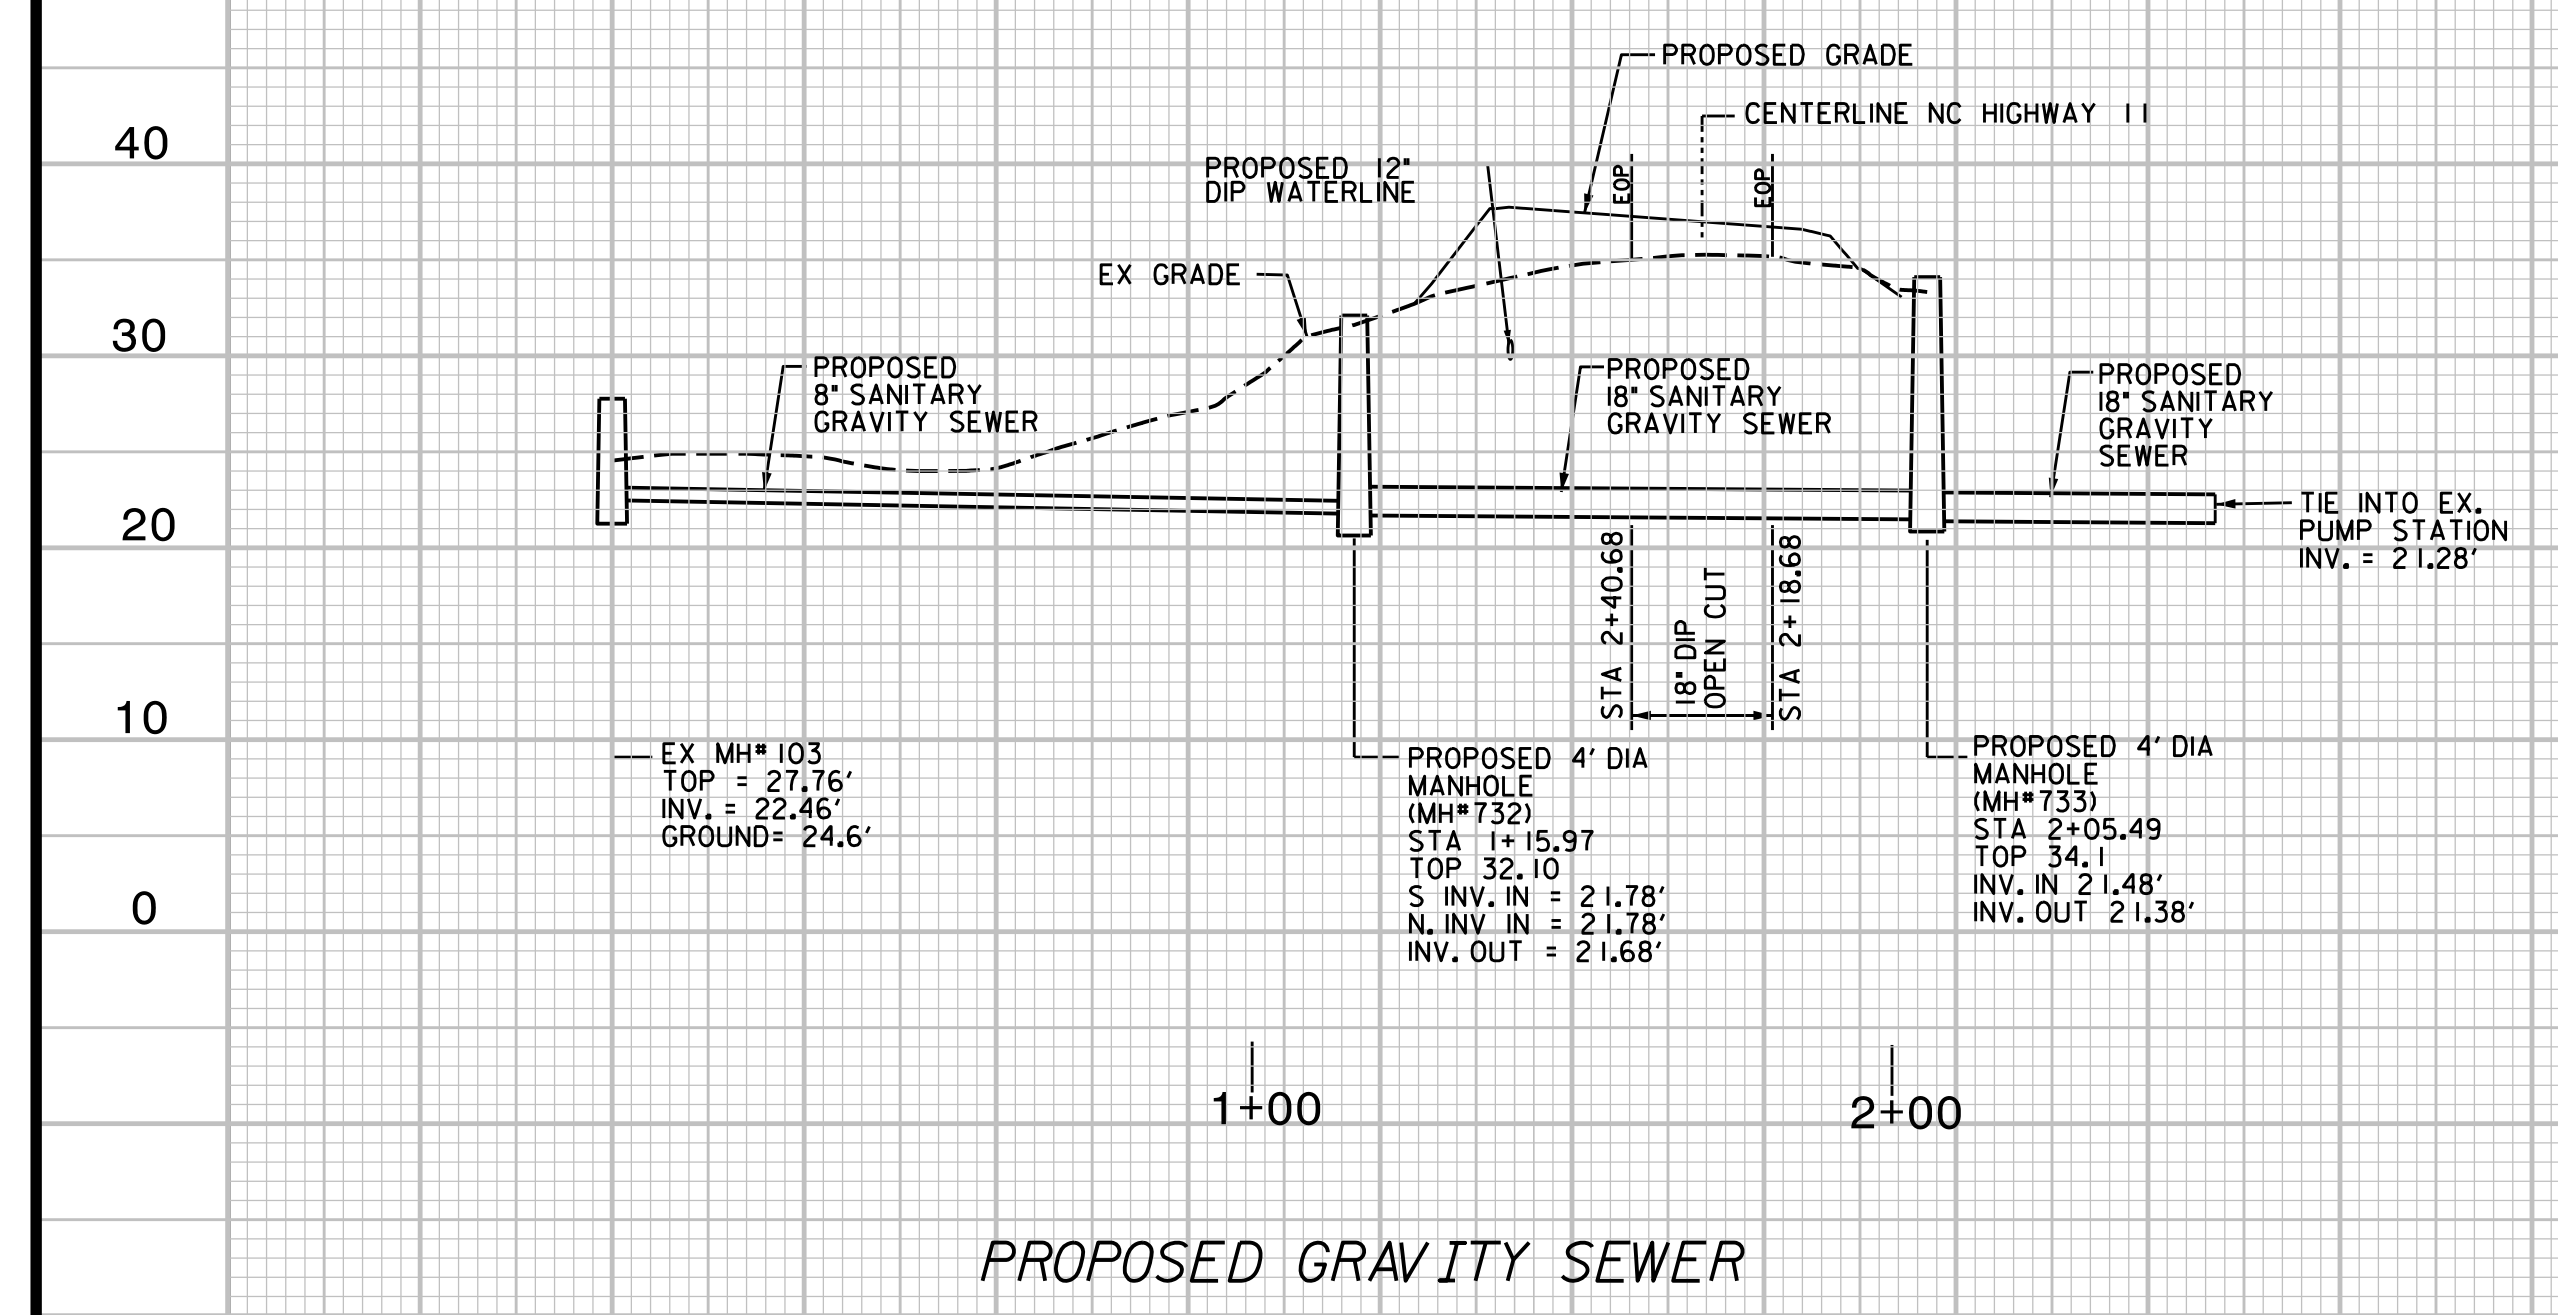 PROPOSED GRADE
CENTERLINE NC HIGHWAY 11
40
PROPOSED 12"
DIP WATERLINE
EOP
EOP
EX GRADE
30
PROPOSED
8" SANITARY
GRAVITY SEWER
PROPOSED
18" SANITARY
GRAVITY SEWER
PROPOSED
18" SANITARY
GRAVITY
SEWER
20
TIE INTO EX.
PUMP STATION
INV. = 21.28'
STA 2+40.68
18" DIP
OPEN CUT
STA 2+18.68
10
EX MH#103
TOP = 27.76'
INV. = 22.46'
GROUND= 24.6'
PROPOSED 4' DIA
MANHOLE
(MH#732)
STA 1+15.97
TOP 32.10
S INV. IN = 21.78'
N. INV IN = 21.78'
INV. OUT = 21.68'
PROPOSED 4' DIA
MANHOLE
(MH#733)
STA 2+05.49
TOP 34.1
INV. IN 21.48'
INV. OUT 21.38'
0
1+00
2+00
PROPOSED GRAVITY SEWER